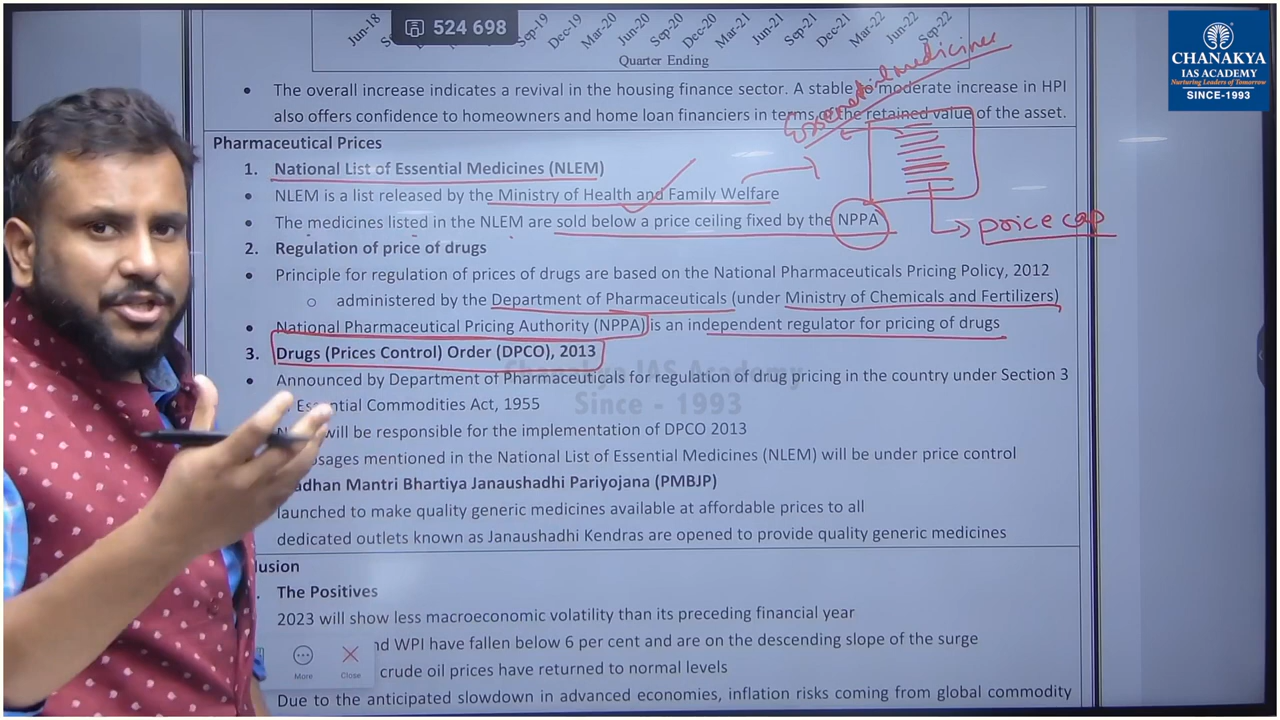 Jun-18
Sep-19
Dec-19
Mar-20
Jun-20
Sep-20
Dec-20
Mar-21
Jun-21
Sep-21
Dec-21
Mar-22
Jun-22
Sep-22
524 698
Quarter Ending
CHANAKYA
IAS ACADEMY
Nurturing Leaders of Tomorrow
SINCE-1993
Essential medicines
• The overall increase indicates a revival in the housing finance sector. A stable to moderate increase in HPI
also offers confidence to homeowners and home loan financiers in terms of the retained value of the asset.
Pharmaceutical Prices
1. National List of Essential Medicines (NLEM)
• NLEM is a list released by the Ministry of Health and Family Welfare
• The medicines listed in the NLEM are sold below a price ceiling fixed by the NPPA
price cap
2. Regulation of price of drugs
• Principle for regulation of prices of drugs are based on the National Pharmaceuticals Pricing Policy, 2012
o administered by the Department of Pharmaceuticals (under Ministry of Chemicals and Fertilizers)
• National Pharmaceutical Pricing Authority (NPPA) is an independent regulator for pricing of drugs
3. Drugs (Prices Control) Order (DPCO), 2013
Chanakya IAS Academy
Since - 1993
• Announced by Department of Pharmaceuticals for regulation of drug pricing in the country under Section 3
Essential Commodities Act, 1955
will be responsible for the implementation of DPCO 2013
sages mentioned in the National List of Essential Medicines (NLEM) will be under price control
adhan Mantri Bhartiya Janaushadhi Pariyojana (PMBJP)
launched to make quality generic medicines available at affordable prices to all
dedicated outlets known as Janaushadhi Kendras are opened to provide quality generic medicines
lusion
. The Positives
2023 will show less macroeconomic volatility than its preceding financial year
nd WPI have fallen below 6 per cent and are on the descending slope of the surge
crude oil prices have returned to normal levels
Due to the anticipated slowdown in advanced economies, inflation risks coming from global commodity
More
Close